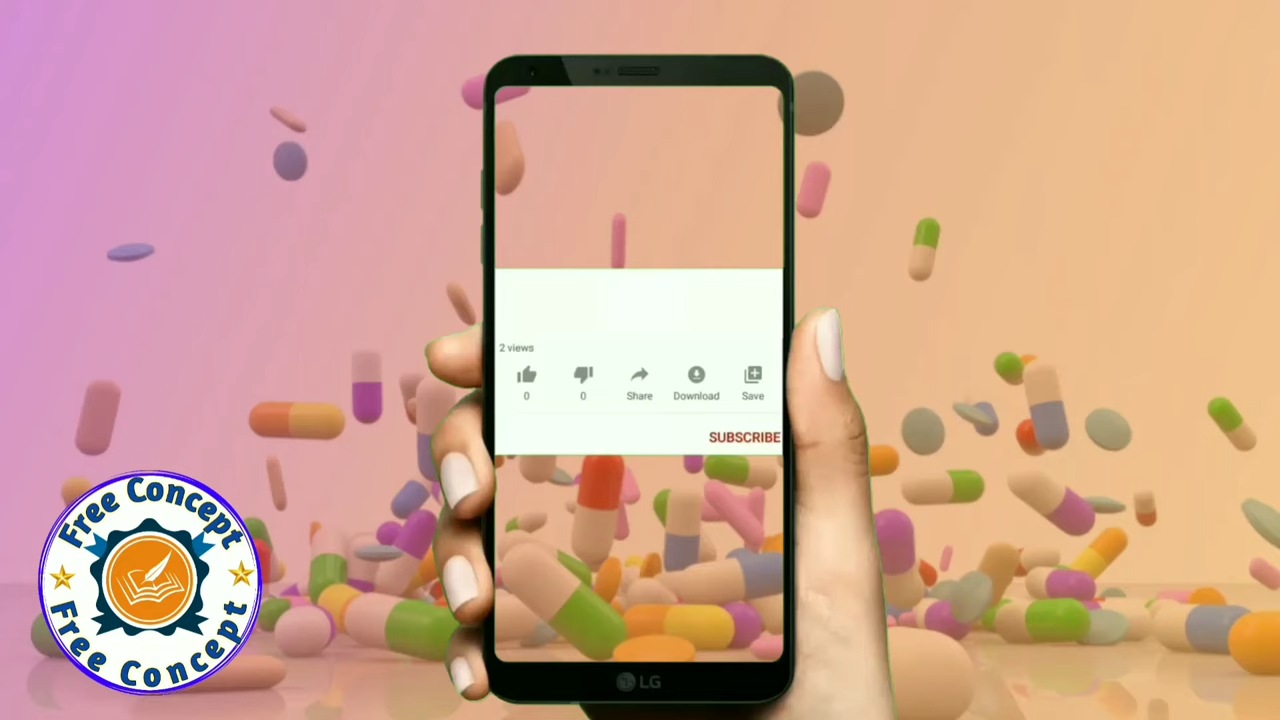 2 views
0
0
Share
Download
Save
SUBSCRIBE
Free Concept
Free Concept
LG